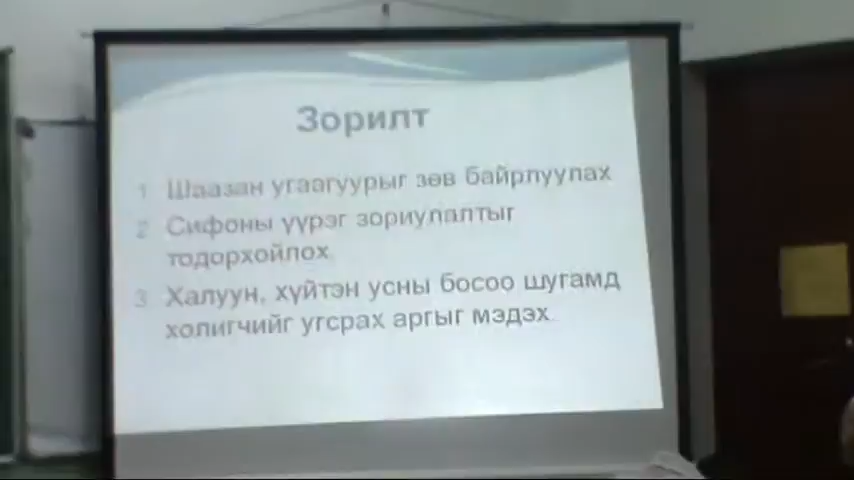 Зорилт
1. Шаазан угаагуурыг зөв байрлуулах
2. Сифоны үүрэг зориулалтыг
тодорхойлох.
3. Халуун, хүйтэн усны босоо шугамд
холигчийг угсрах аргыг мэдэх.